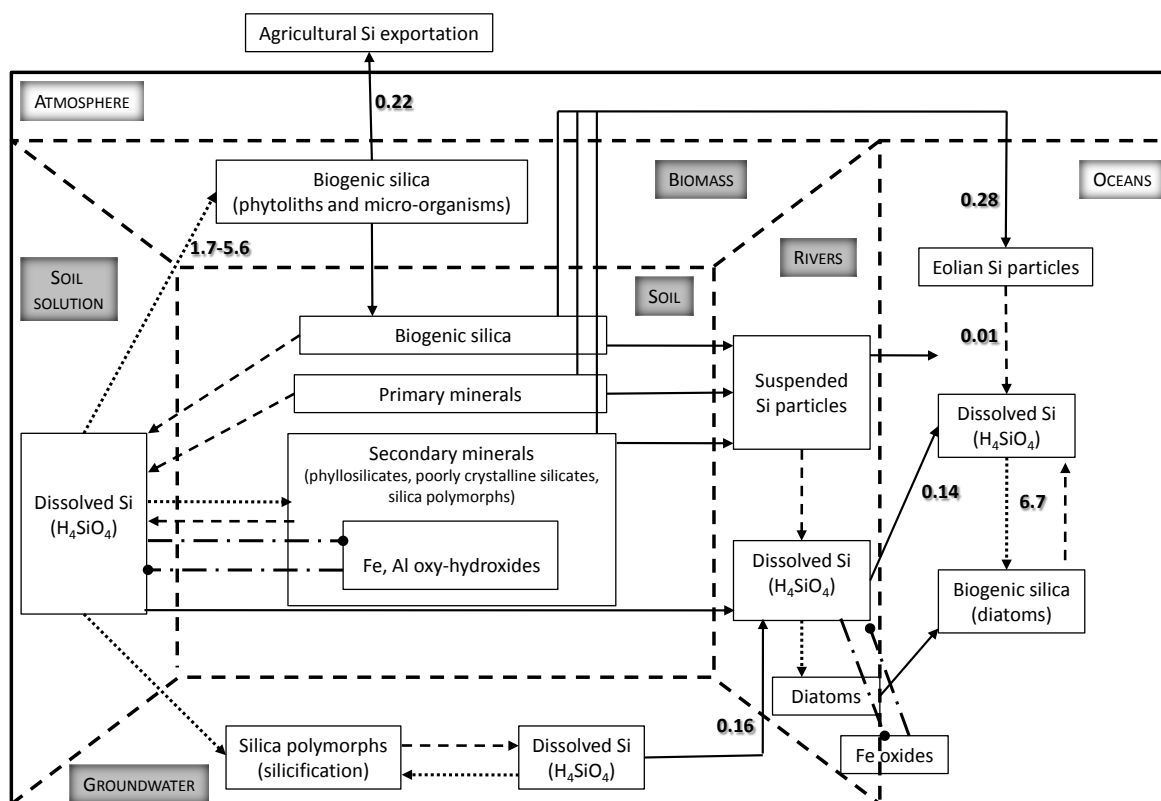 Agricultural Si exportation
ATMOSPHERE
0.22
Biogenic silica
(phytoliths and micro-organisms)
BIOMASS
OCEANS
0.28
1.7-5.6
RIVERS
SOIL
SOLUTION
SOIL
Eolian Si particles
Biogenic silica
0.01
Suspended
Si particles
Primary minerals
Dissolved Si
(H₄SiO₄)
Secondary minerals
(phyllosilicates, poorly crystalline silicates,
silica polymorphs)
Dissolved Si
(H₄SiO₄)
0.14
6.7
Fe, Al oxy-hydroxides
Dissolved Si
(H₄SiO₄)
Biogenic silica
(diatoms)
Diatoms
0.16
Silica polymorphs
(silicification)
Dissolved Si
(H₄SiO₄)
Fe oxides
GROUNDWATER